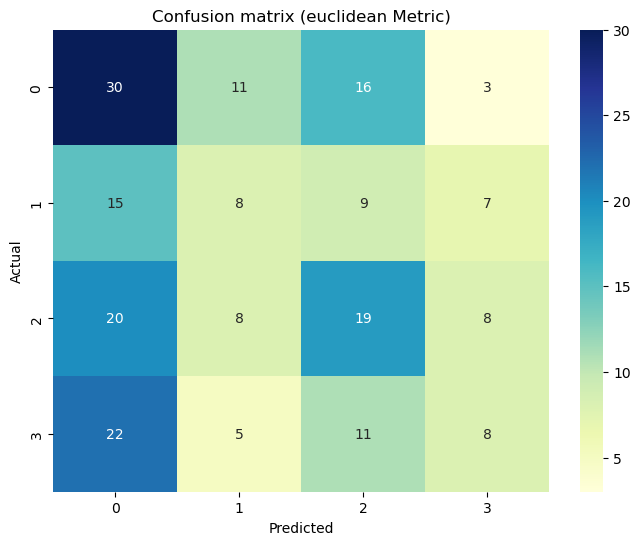 Confusion matrix (euclidean Metric)
0 30 11 16 3
1 15 8 9 7
2 20 8 19 8
3 22 5 11 8
0 1 2 3
Predicted
Actual
30
25
20
15
10
5